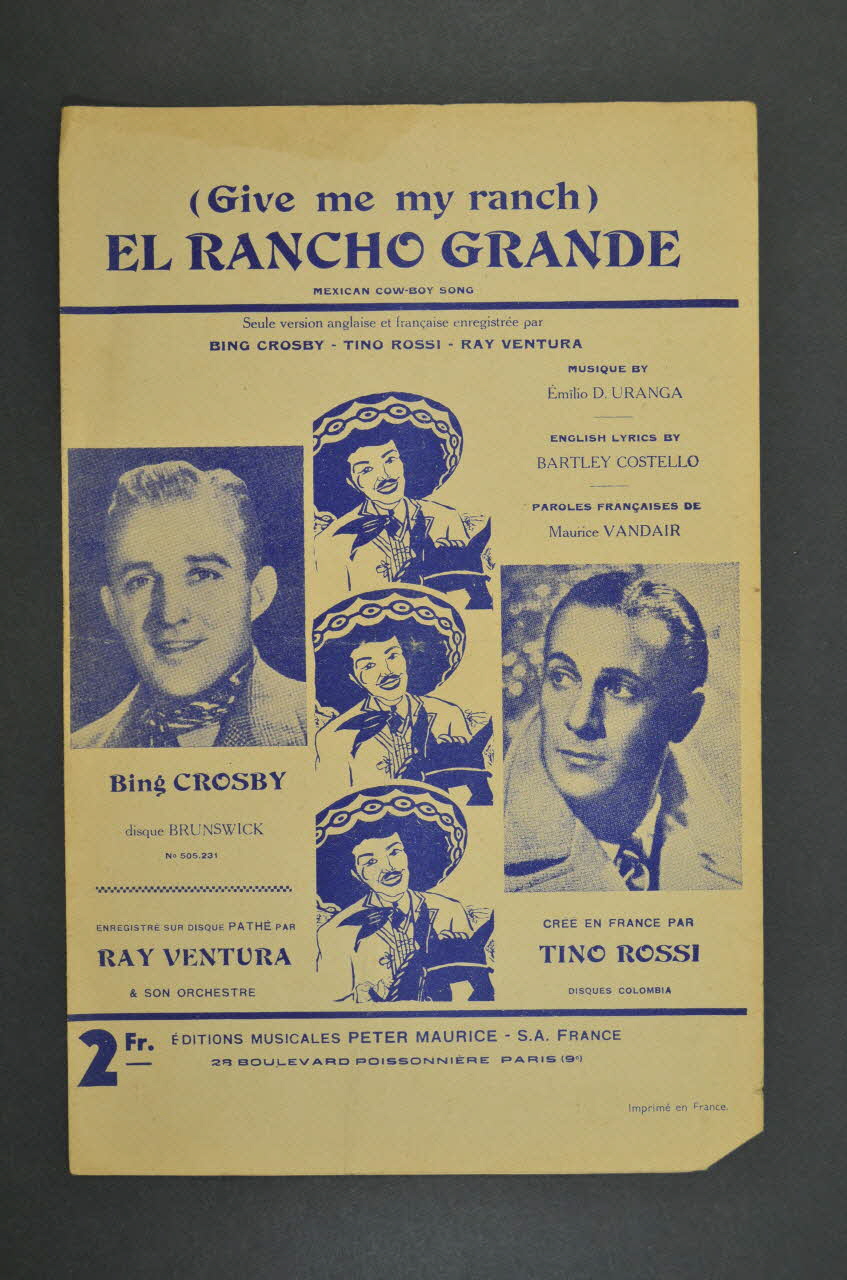 (Give me my ranch)
EL RANCHO GRANDE
MEXICAN COW-BOY SONG
Seule version anglaise et française enregistrée par
BING CROSBY - TINO ROSSI - RAY VENTURA
MUSIQUE BY
Émilio D. URANGA
ENGLISH LYRICS BY
BARTLEY COSTELLO
PAROLES FRANÇAISES DE
Maurice VANDAIR
Bing CROSBY
disque BRUNSWICK
No 505.231
ENREGISTRÉ SUR DISQUE PATHÉ PAR
RAY VENTURA
& SON ORCHESTRE
CRÉÉ EN FRANCE PAR
TINO ROSSI
DISQUES COLOMBIA
2 Fr.
ÉDITIONS MUSICALES PETER MAURICE - S.A. FRANCE
28 BOULEVARD POISSONNIÈRE PARIS (9e)
Imprimé en France.